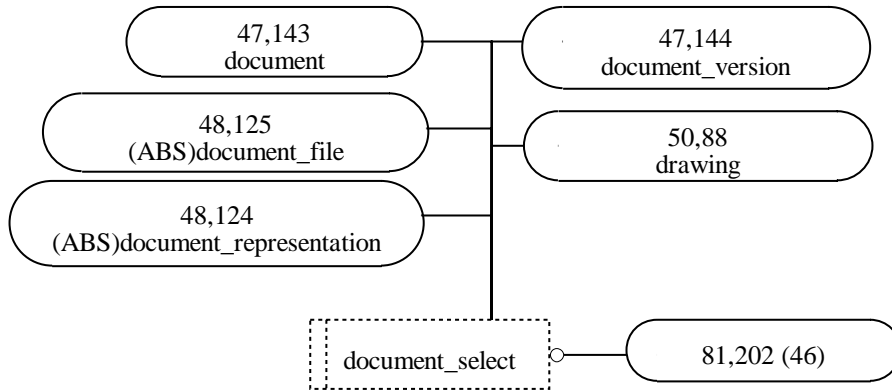 47,143
document
47,144
document_version
48,125
(ABS)document_file
50,88
drawing
48,124
(ABS)document_representation
document_select
81,202 (46)